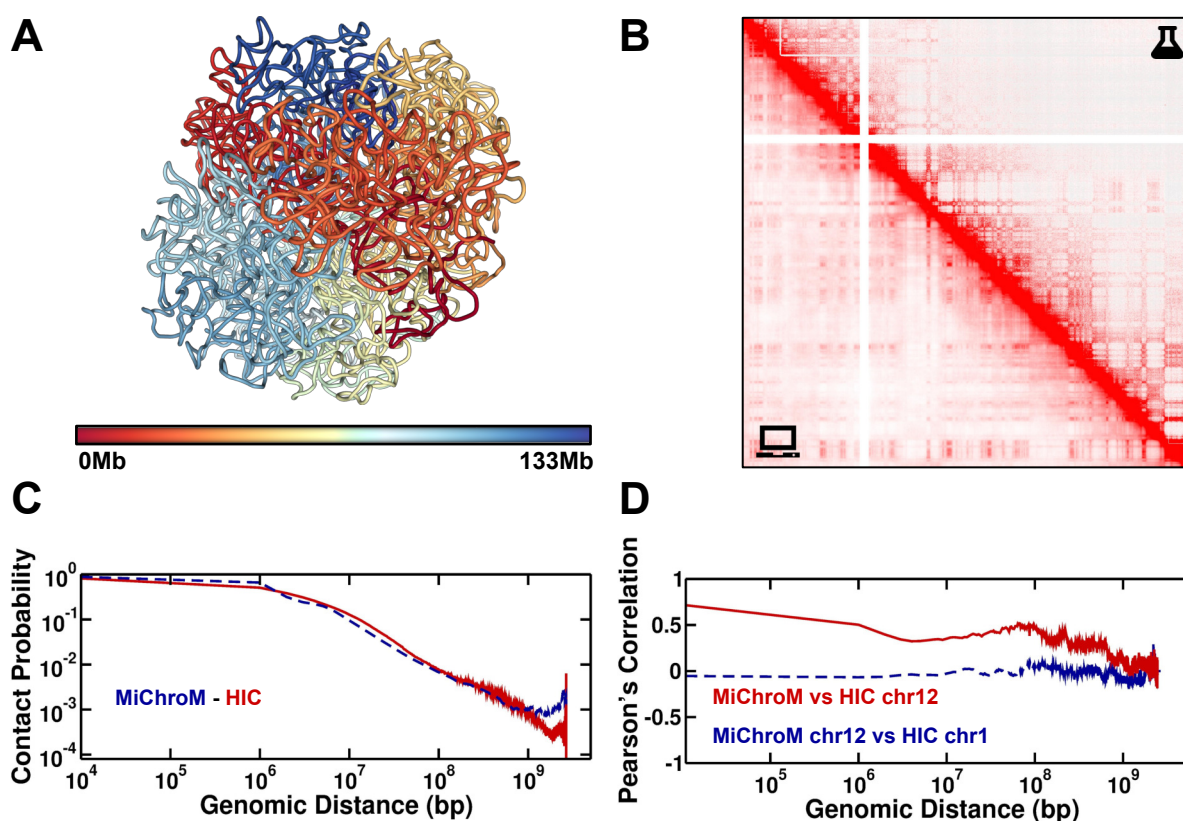 A
B
0Mb
133Mb
C
D
Contact Probability
10^0
10^-1
10^-2
10^-3
10^-4
MiChroM - HIC
10^4
10^5
10^6
10^7
10^8
10^9
Genomic Distance (bp)
Pearson's Correlation
1
0.5
0
-0.5
-1
MiChroM vs HIC chr12
MiChroM chr12 vs HIC chr1
10^5
10^6
10^7
10^8
10^9
Genomic Distance (bp)